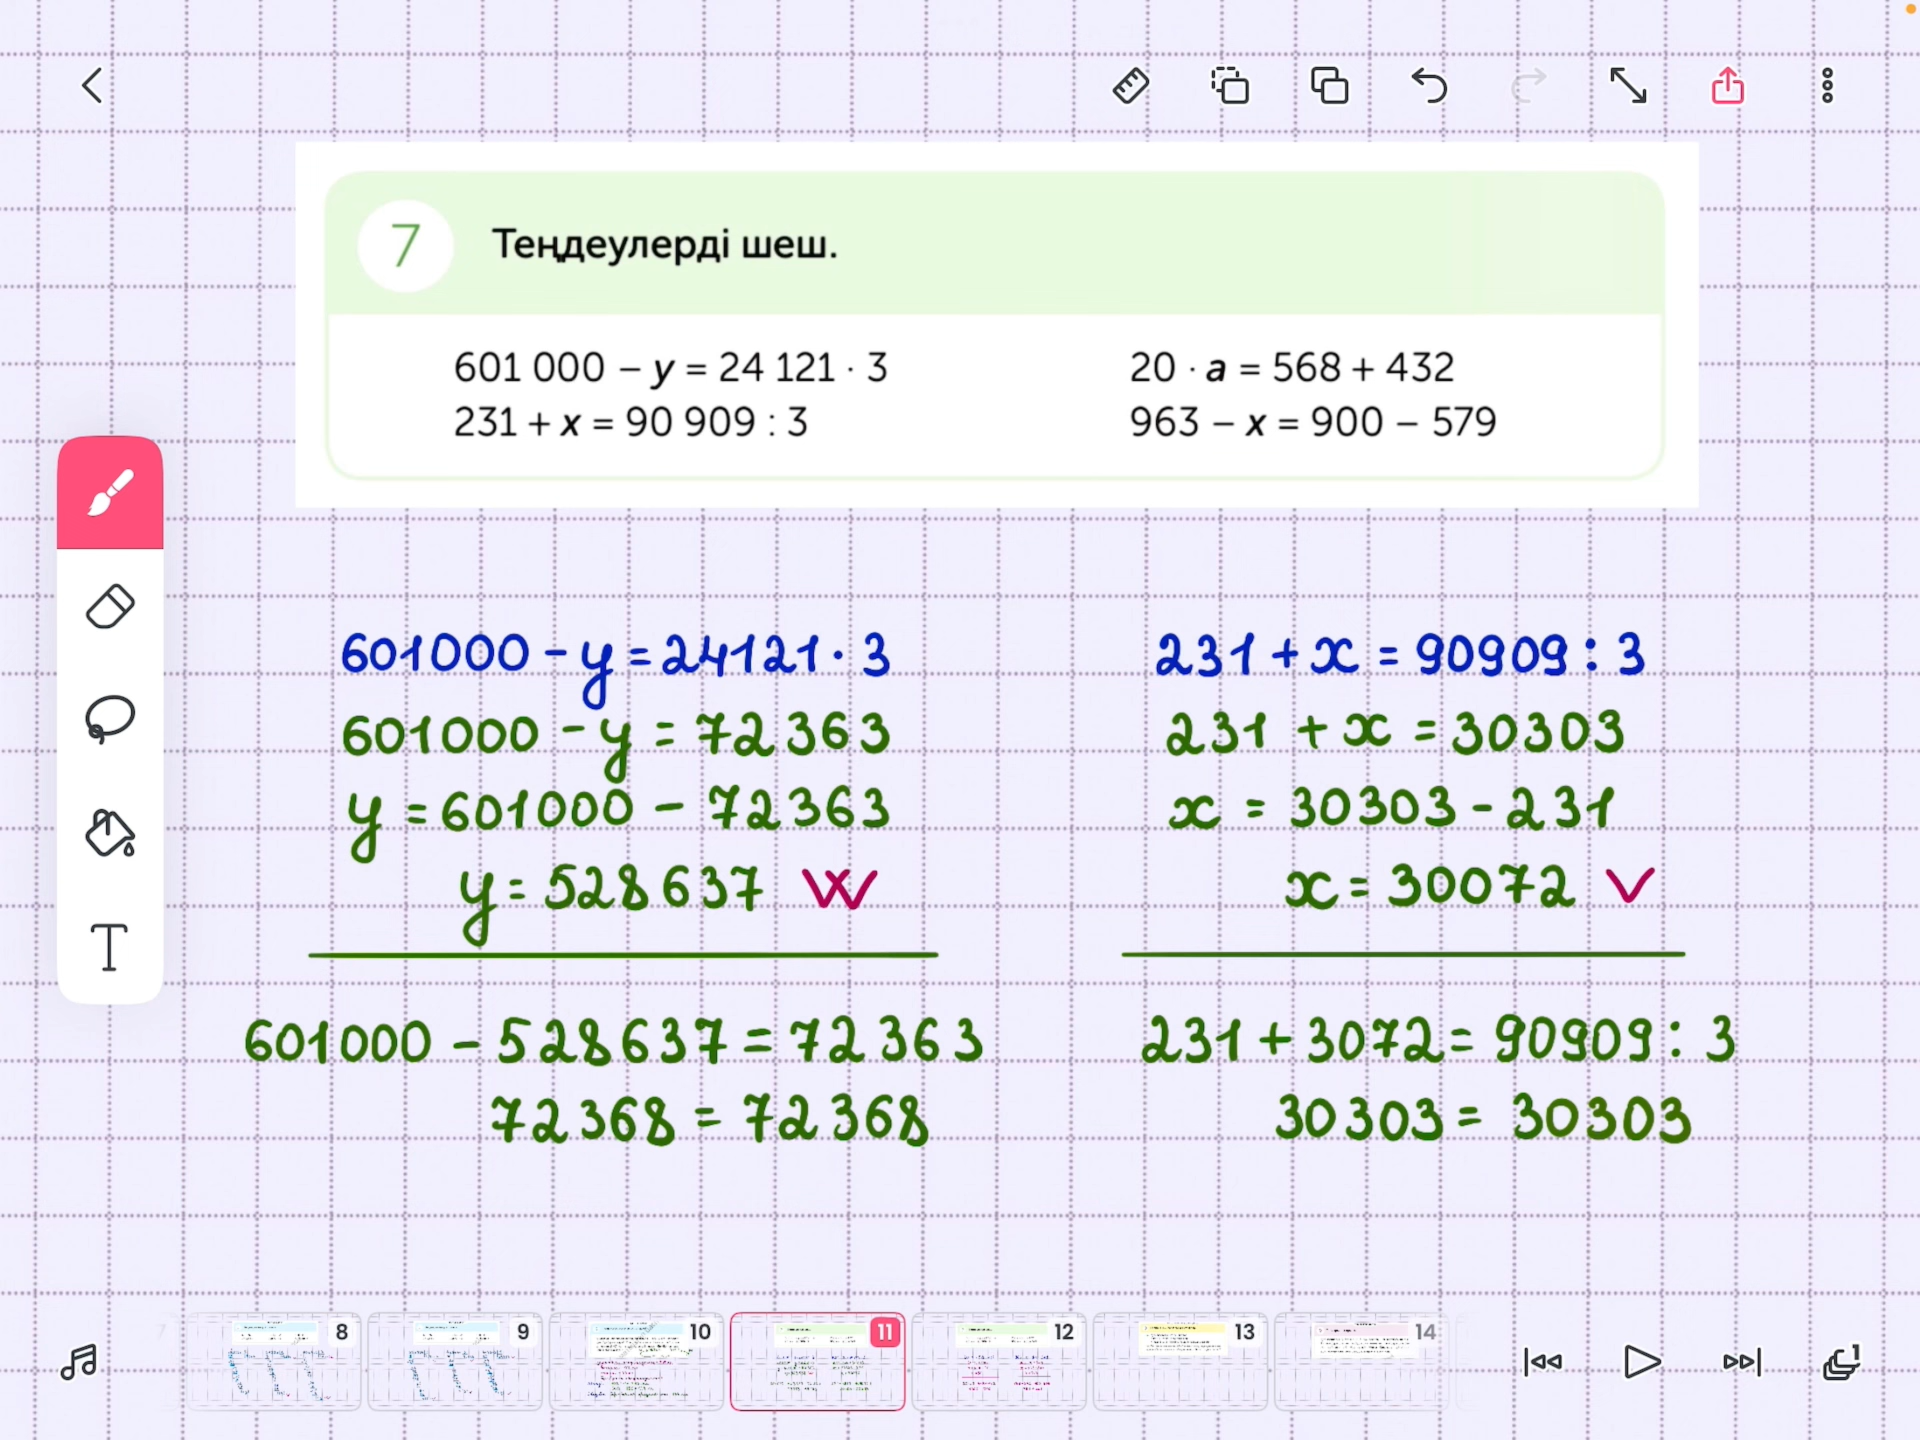 7 Теңдеулерді шеш.
601 000 − y = 24 121 · 3
20 · a = 568 + 432
231 + x = 90 909 : 3
963 − x = 900 − 579
601000 - y = 24121 · 3
601000 - y = 72363
y = 601000 - 72363
y = 528637
601000 - 528637 = 72363
72368 = 72368
231 + x = 90909 : 3
231 + x = 30303
x = 30303 - 231
x = 30072
231 + 3072 = 90909 : 3
30303 = 30303
T
7
8
9
10
11
12
13
14
1